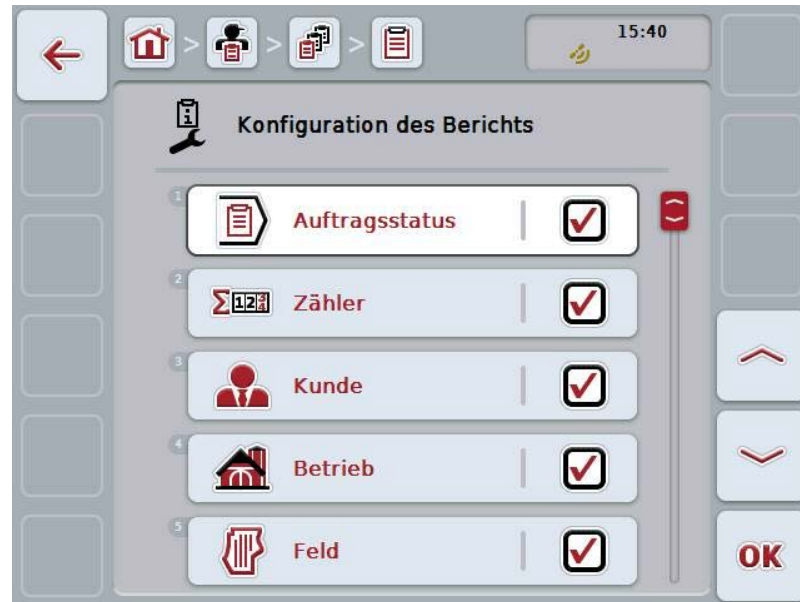 15:40
Konfiguration des Berichts
1
Auftragsstatus
2
Zähler
3
Kunde
4
Betrieb
5
Feld
OK